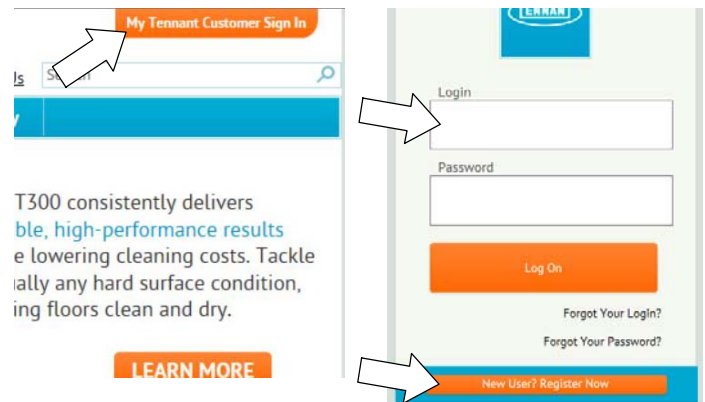 My Tennant Customer Sign In
Us
T300 consistently delivers
ble, high-performance results
e lowering cleaning costs. Tackle
ually any hard surface condition,
ing floors clean and dry.
LEARN MORE
Login
Password
Log On
Forgot Your Login?
Forgot Your Password?
New User? Register Now